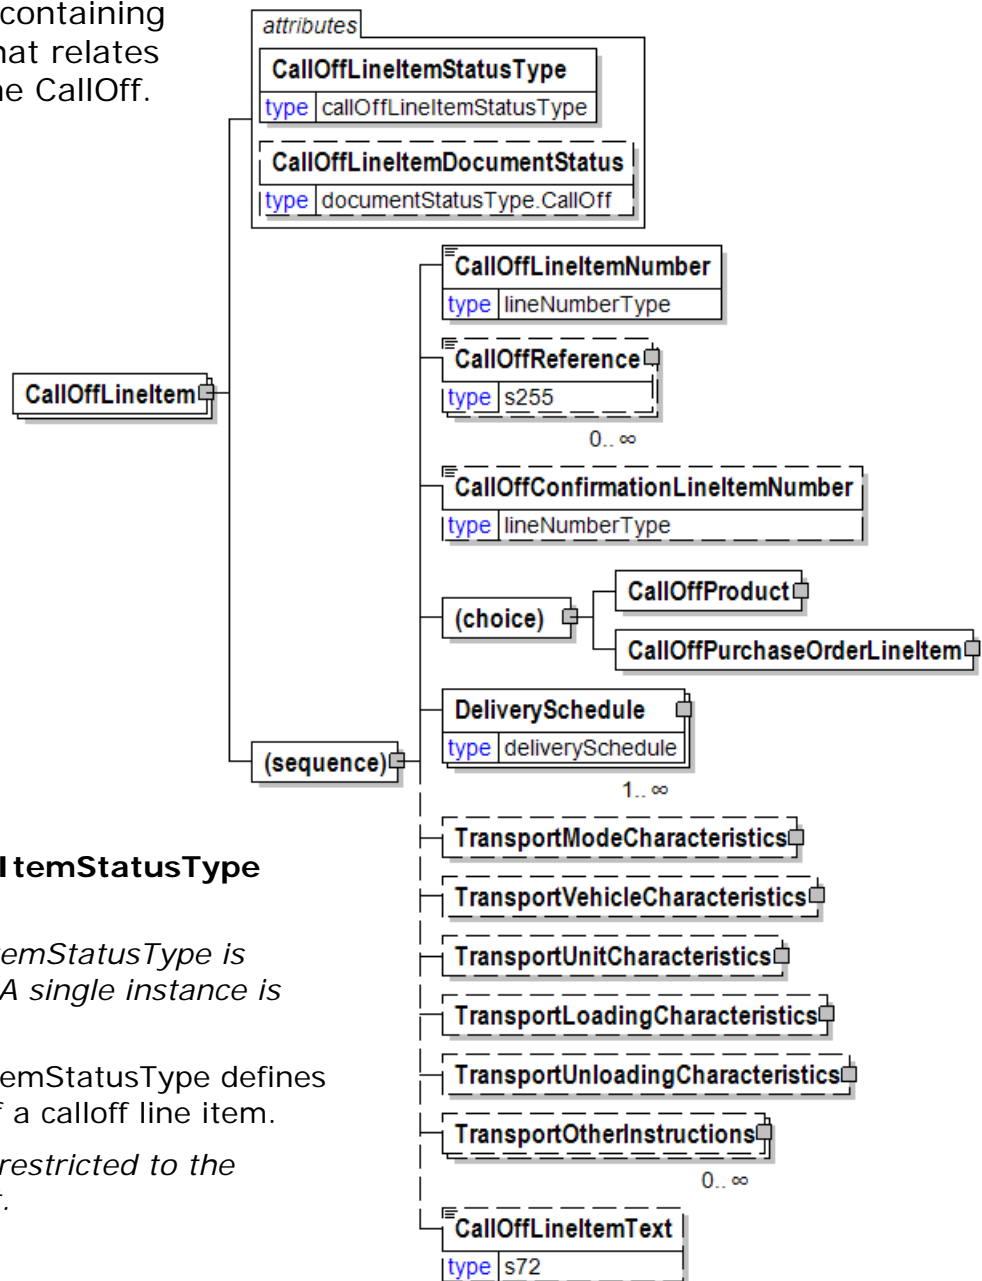 containing
hat relates
e CallOff.
attributes
CallOffLineItemStatusType
type callOffLineItemStatusType
CallOffLineItemDocumentStatus
type documentStatusType.CallOff
CallOffLineItemNumber
type lineNumberType
CallOffReference
type s255
0.. ∞
CallOffLineItem
CallOffConfirmationLineItemNumber
type lineNumberType
(choice)
CallOffProduct
CallOffPurchaseOrderLineItem
DeliverySchedule
type deliverySchedule
1.. ∞
(sequence)
TransportModeCharacteristics
TransportVehicleCharacteristics
TransportUnitCharacteristics
TransportLoadingCharacteristics
TransportUnloadingCharacteristics
TransportOtherInstructions
0.. ∞
CallOffLineItemText
type s72
ItemStatusType
temStatusType is
A single instance is
emStatusType defines
f a calloff line item.
restricted to the